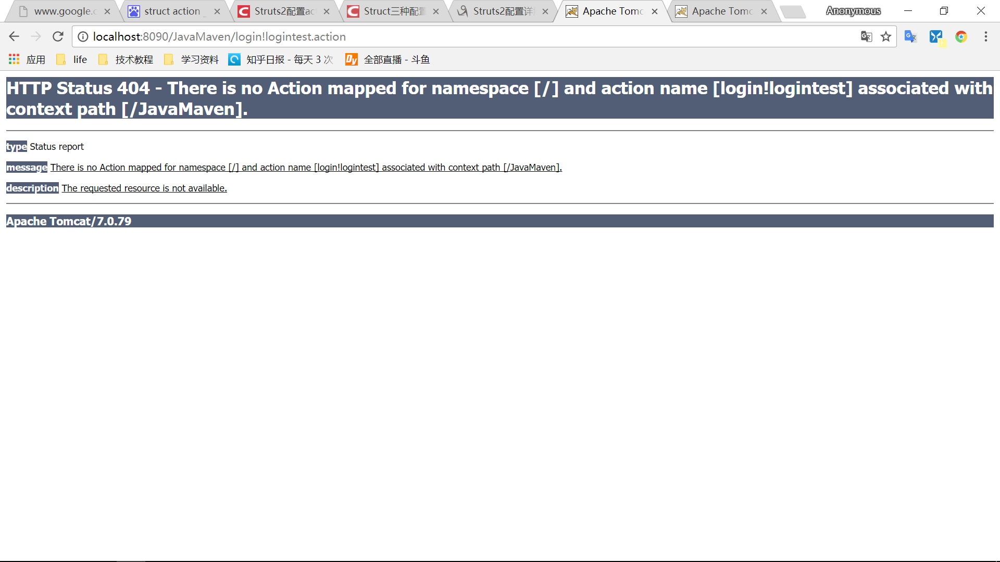 www.google.c
struct action _
Struts2配置ac
Struct三种配置
Struts2配置详
Apache Tomc
Apache Tomc
Anonymous
localhost:8090/JavaMaven/login!logintest.action
应用
life
技术教程
学习资料
知乎日报 - 每天 3 次
全部直播 - 斗鱼
HTTP Status 404 - There is no Action mapped for namespace [/] and action name [login!logintest] associated with
context path [/JavaMaven].
type Status report
message There is no Action mapped for namespace [/] and action name [login!logintest] associated with context path [/JavaMaven].
description The requested resource is not available.
Apache Tomcat/7.0.79